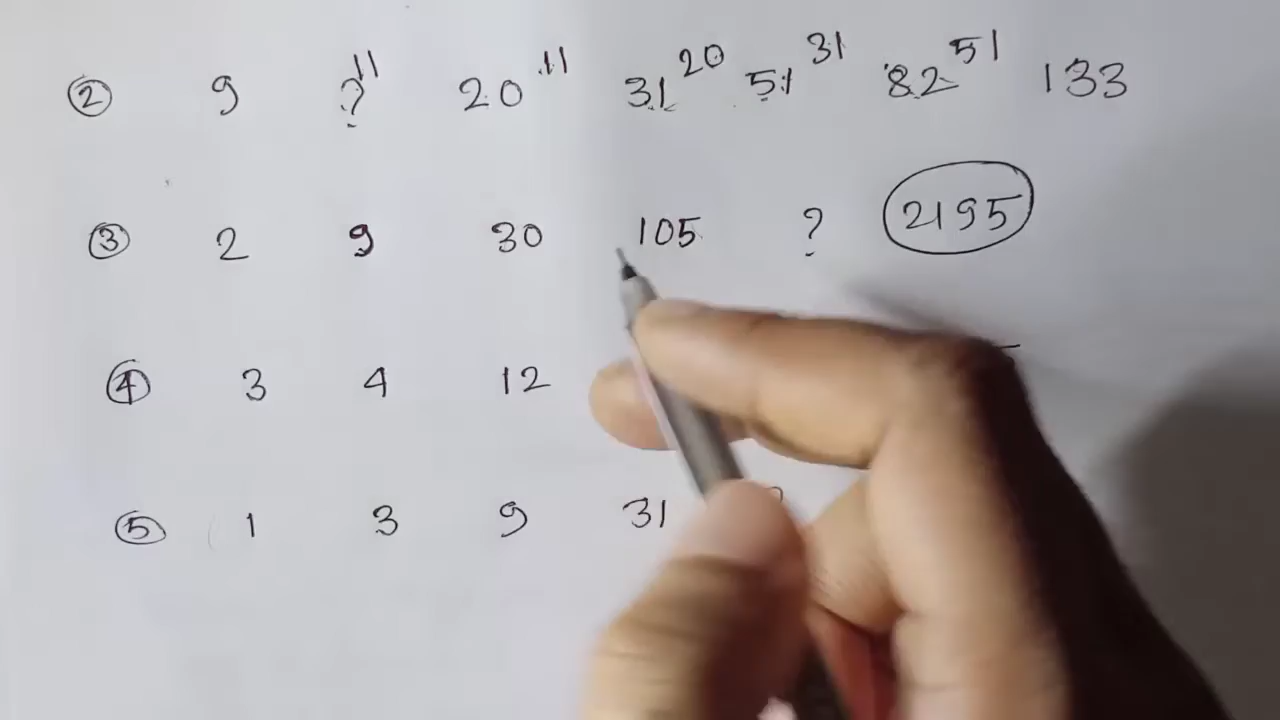 ② 9 ? 11 20 11 31 20 51 31 82 51 133
③ 2 9 30 105 ? 2195
④ 3 4 12
⑤ 1 3 9 31